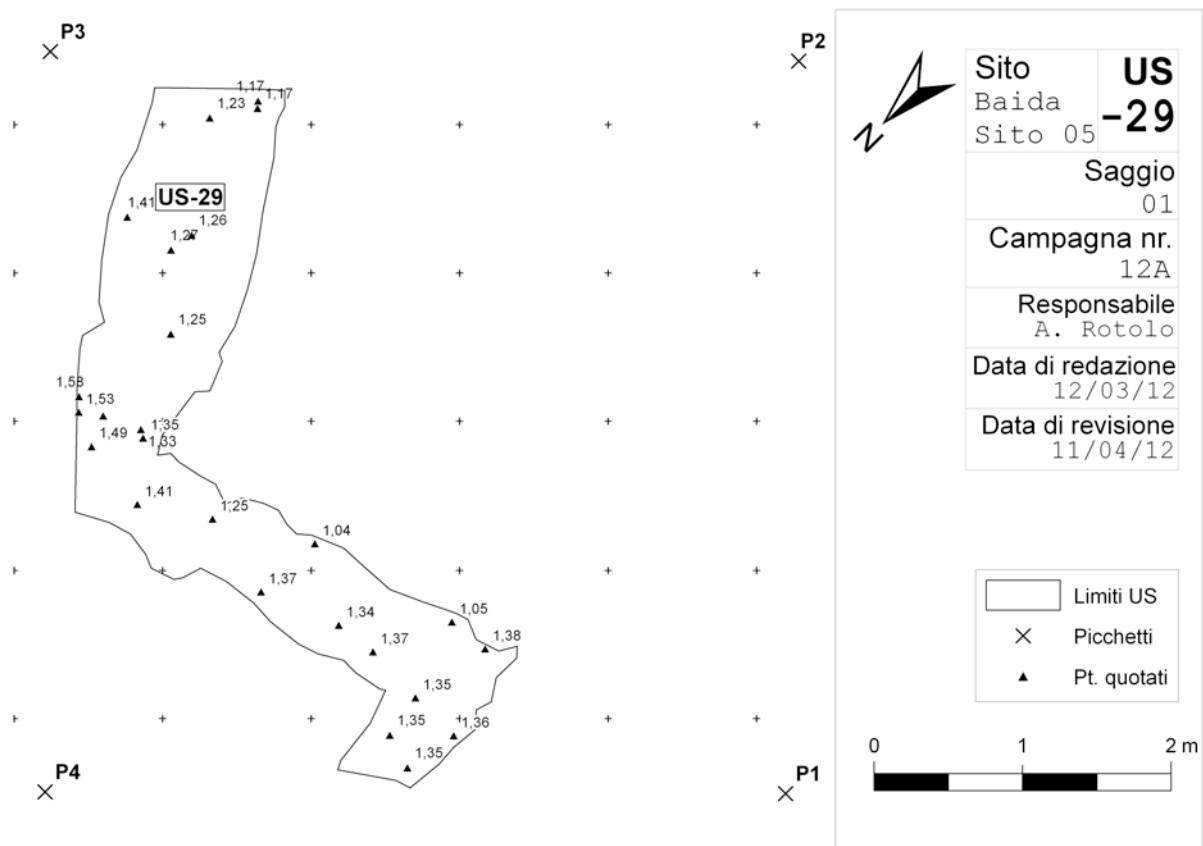 P3
P2
1,17
1,17
1,23
US-29
1,41
1,26
1,27
1,25
1,58
1,53
1,35
1,49
1,33
1,41
1,25
1,04
1,37
1,34
1,05
1,37
1,38
1,35
1,35
1,36
1,35
P4
P1
N
Sito
Baida
Sito 05
US
-29
Saggio
01
Campagna nr.
12A
Responsabile
A. Rotolo
Data di redazione
12/03/12
Data di revisione
11/04/12
Limiti US
Picchetti
Pt. quotati
0 1 2 m